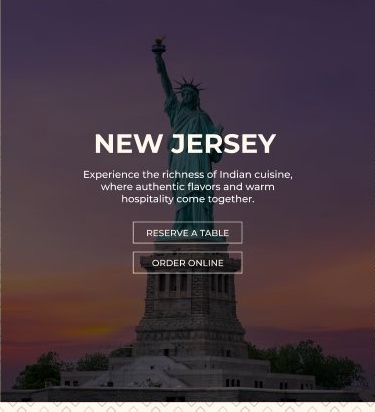 NEW JERSEY
Experience the richness of Indian cuisine,
where authentic flavors and warm
hospitality come together.
RESERVE A TABLE
ORDER ONLINE